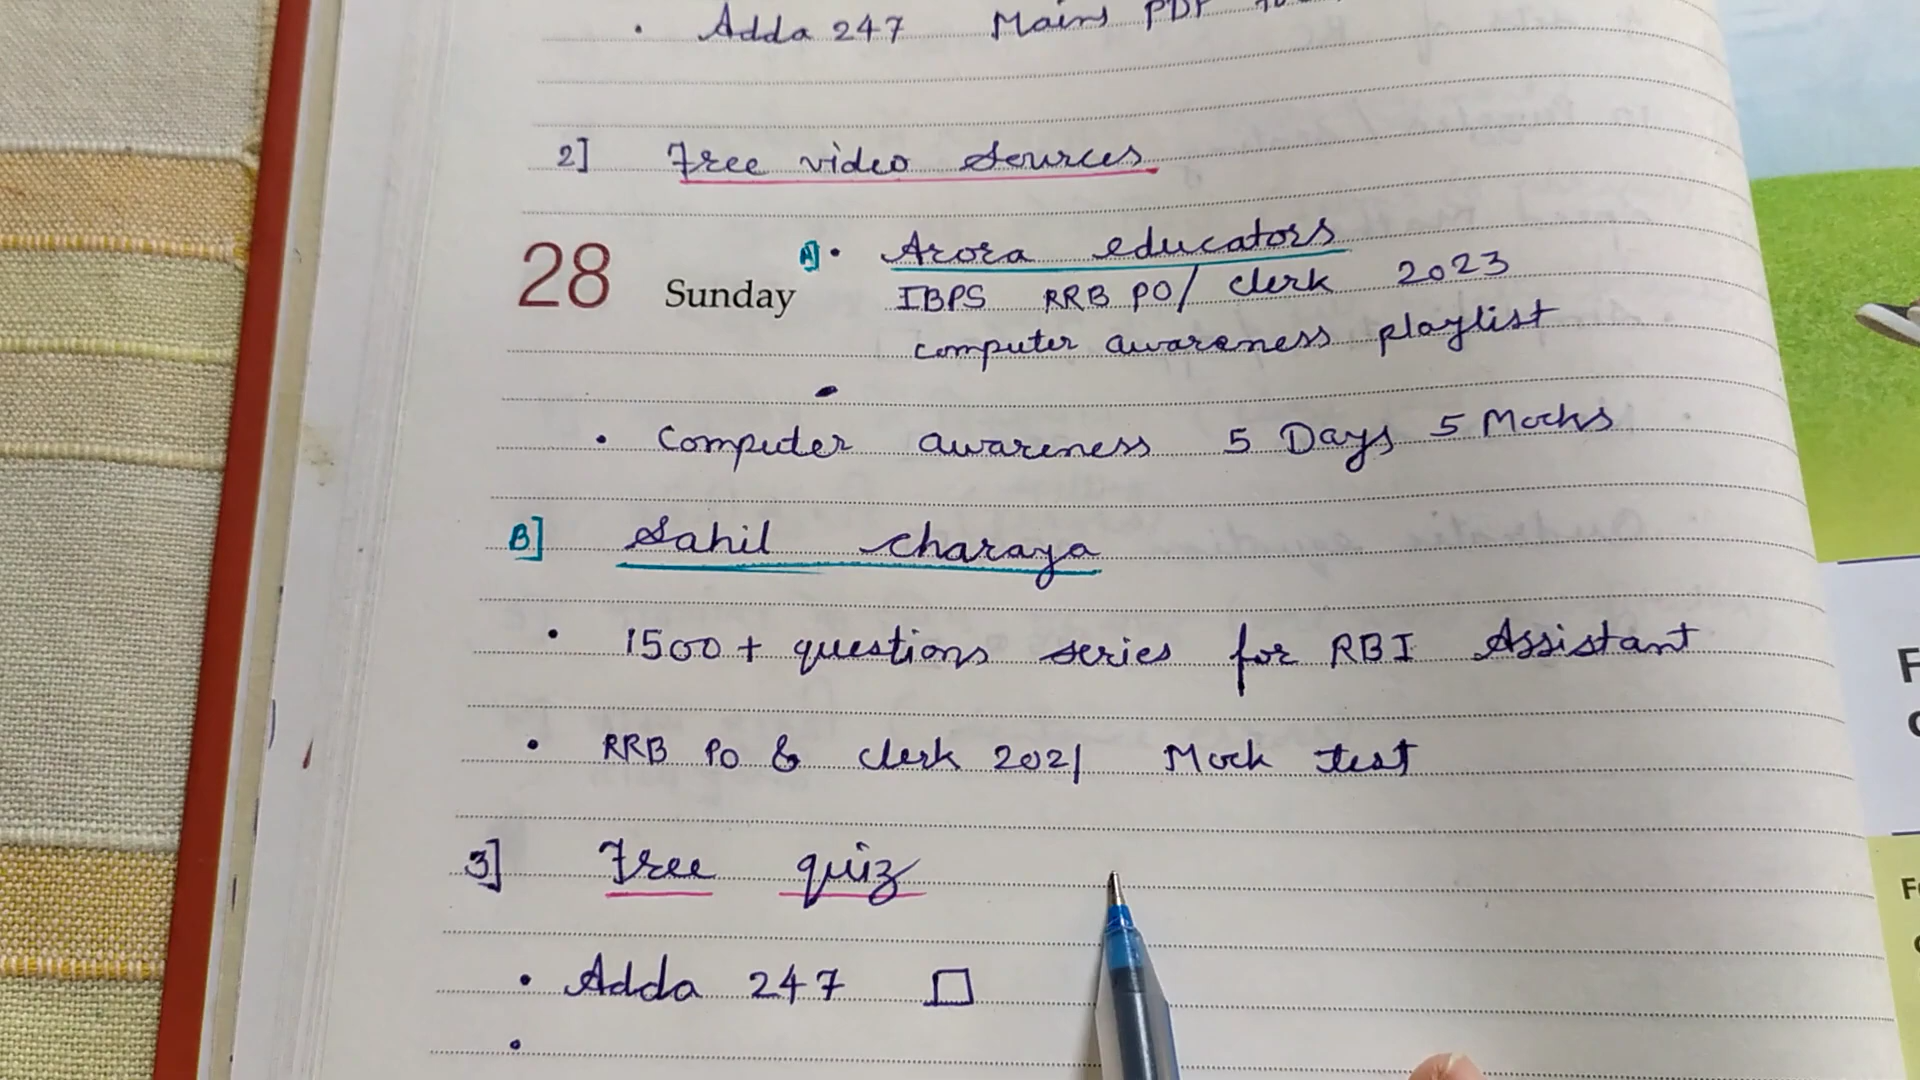 • Adda 247 Mains PDF
2] Free video sources
28 Sunday
A] • Arora educators
IBPS RRB PO/ clerk 2023
computer awareness playlist
• Computer awareness 5 Days 5 Mocks
B] Sahil charaya
• 1500+ questions series for RBI Assistant
• RRB PO & clerk 2021 Mock test
3] Free quiz
• Adda 247
•